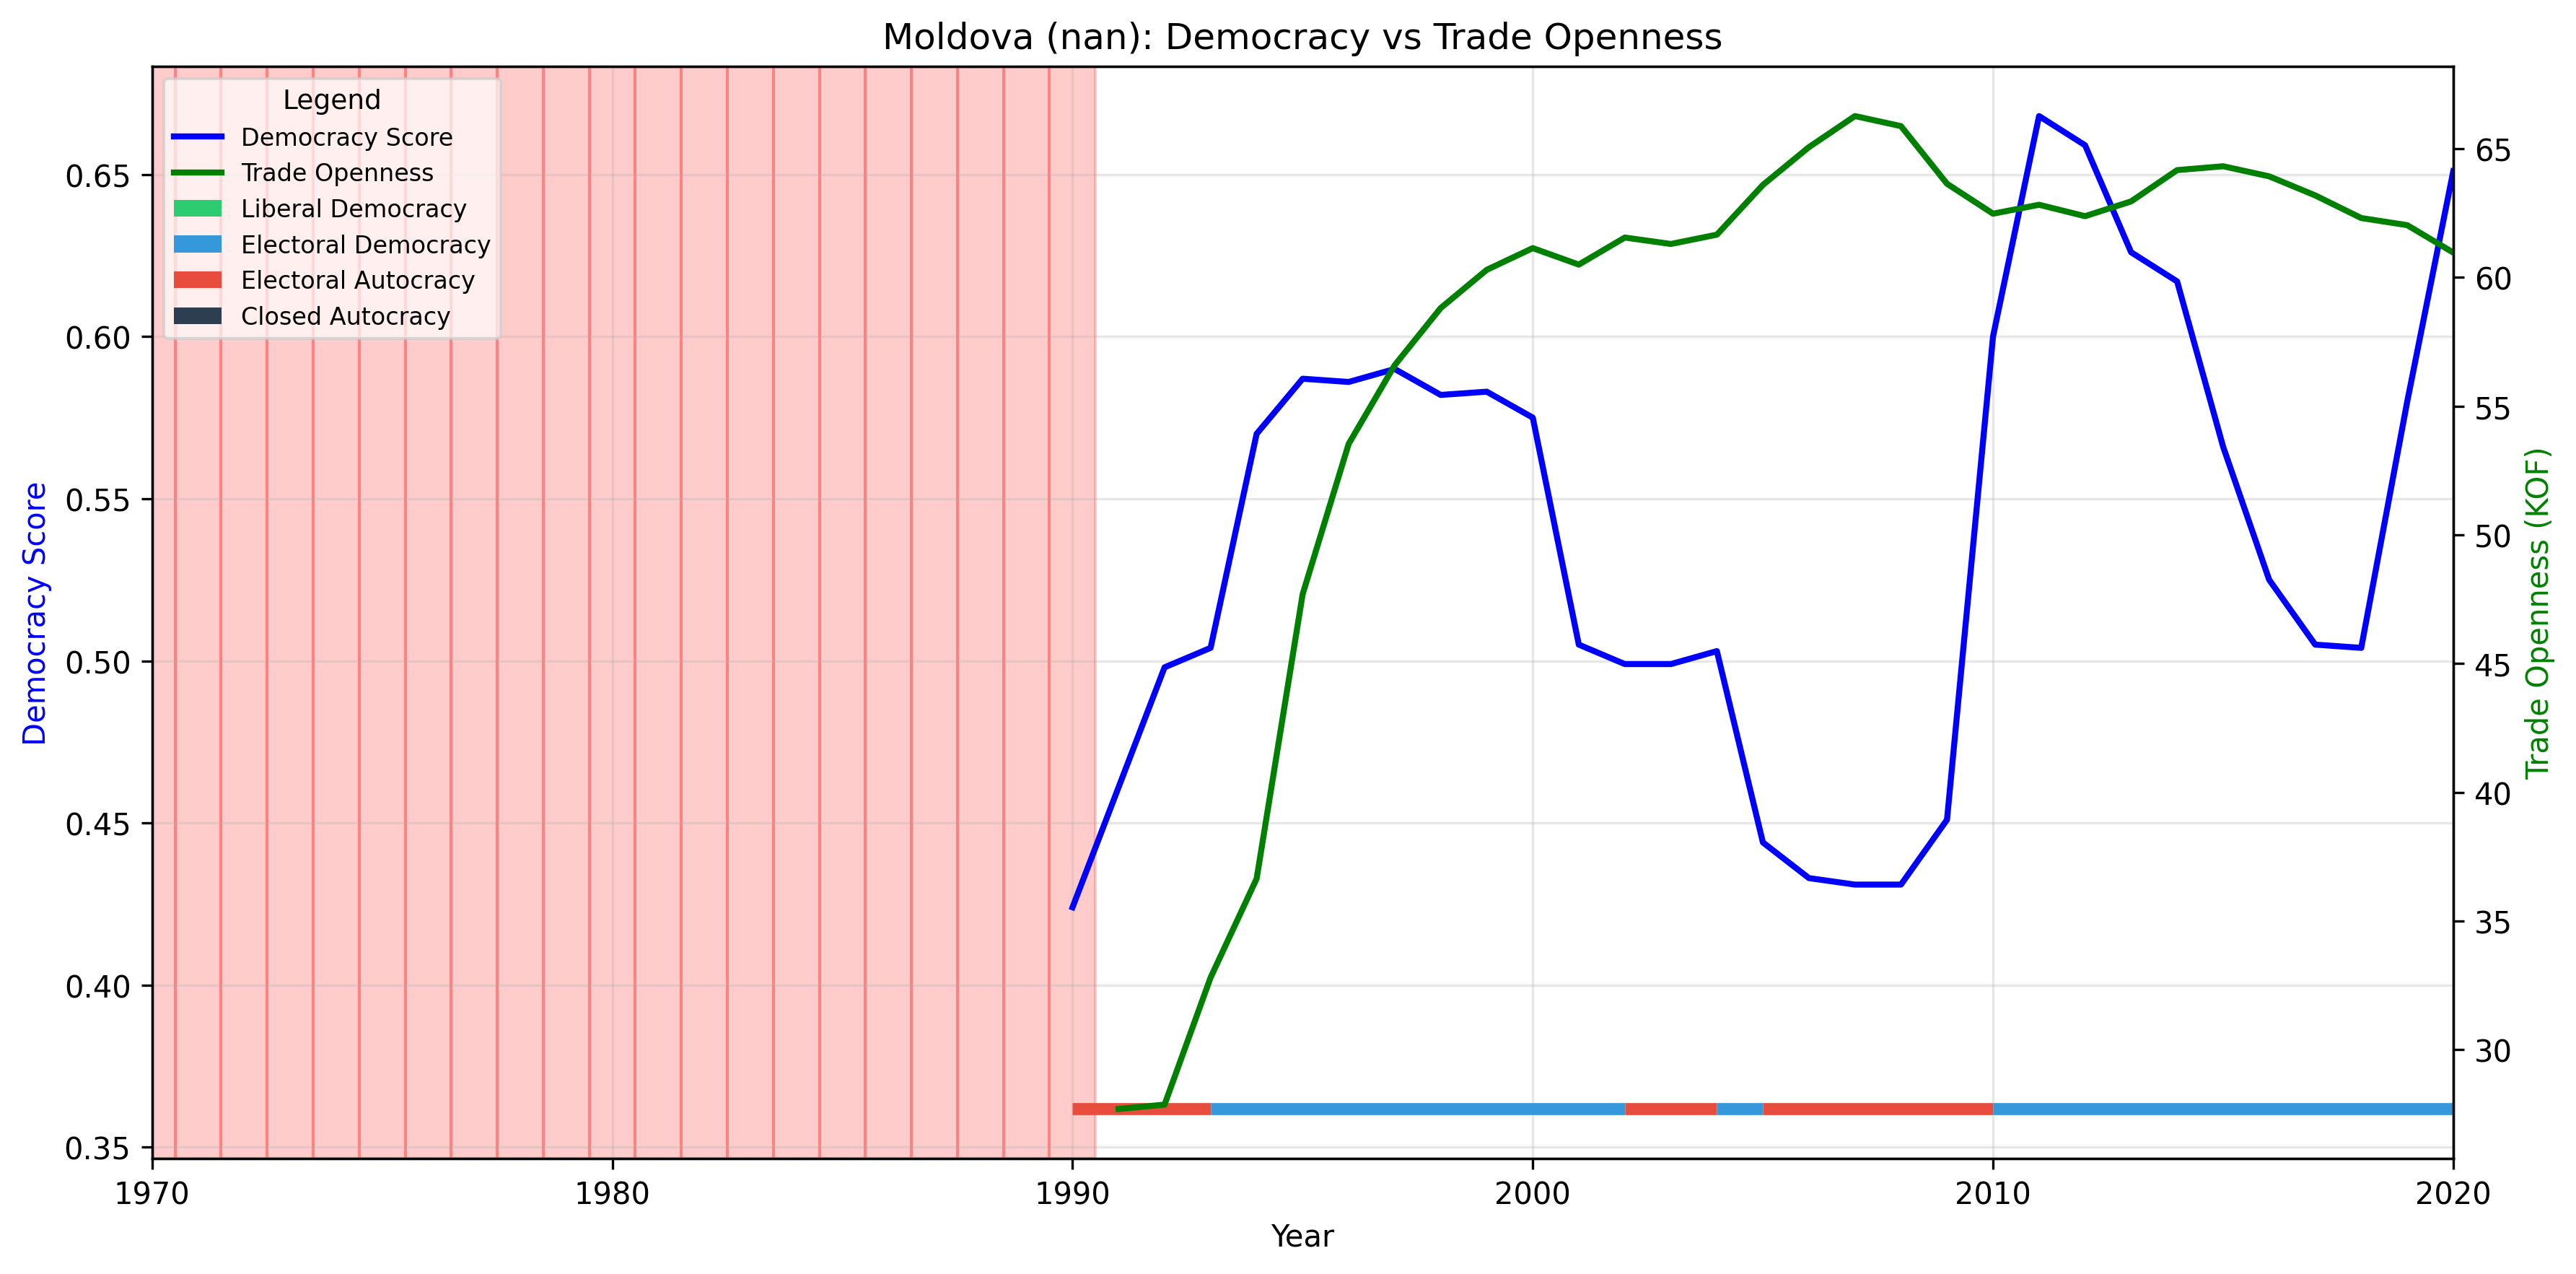 Moldova (nan): Democracy vs Trade Openness
Legend
Democracy Score
Trade Openness
Liberal Democracy
Electoral Democracy
Electoral Autocracy
Closed Autocracy
Democracy Score
0.65
0.60
0.55
0.50
0.45
0.40
0.35
65
60
55
50
45
40
35
30
Trade Openness (KOF)
1970
1980
1990
2000
2010
2020
Year